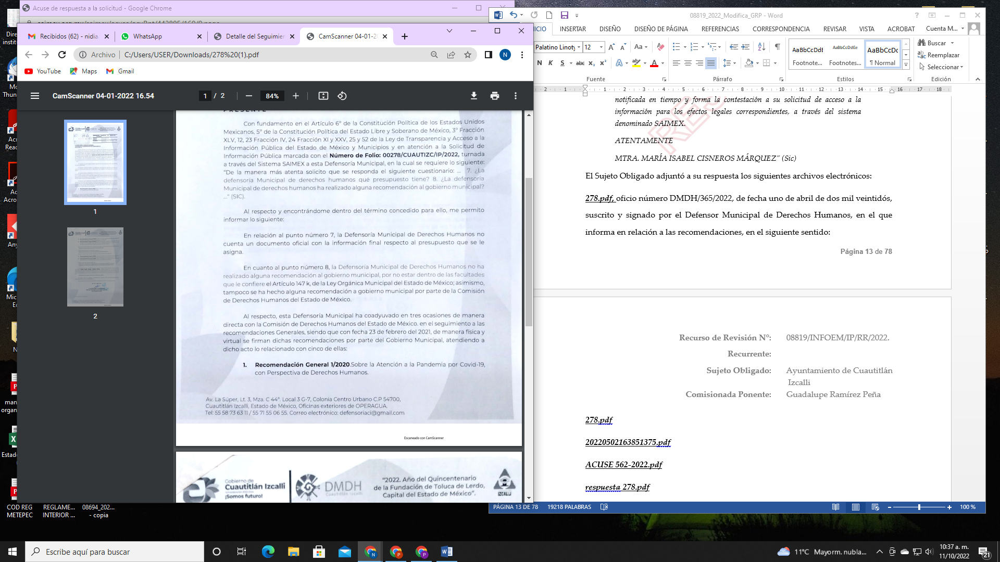 Acuse de respuesta a la solicitud - Google Chrome
Recibidos (62) - nidia.
WhatsApp
Detalle del Seguimien
CamScanner 04-01-2
Archivo | C:/Users/USER/Downloads/278%20(1).pdf
N
YouTube
Maps
Gmail
CamScanner 04-01-2022 16.54
1 / 2
84%
1
2
PRESENTE
Con fundamento en el Artículo 6º de la Constitución Política de los Estados Unidos
Mexicanos, 5º de la Constitución Política del Estado Libre y Soberano de México, 3º Fracción
XLV, 12, 23 Fracción IV, 24 Fracción XI y XXV, 25 y 52 de la Ley de Transparencia y Acceso a la
Información Pública del Estado de México y Municipios y en atención a la Solicitud de
Información Pública marcada con el Número de Folio: 00278/CUAUTIZC/IP/2022, turnada
a través del Sistema SAIMEX a esta Defensoría Municipal, en la cual se requiere lo siguiente:
"De la manera más atenta solicito que se responda el siguiente cuestionario: ... 7. ¿La
defensoría Municipal de derechos humanos qué presupuesto tiene? 8. ¿La defensoría
Municipal de derechos humanos ha realizado alguna recomendación al gobierno municipal?
..." (SIC).
Al respecto y encontrándome dentro del término concedido para ello, me permito
informar lo siguiente:
En relación al punto número 7, la Defensoría Municipal de Derechos Humanos no
cuenta un documento oficial con la información final respecto al presupuesto que se le
asigna.
En cuanto al punto número 8, la Defensoría Municipal de Derechos Humanos no ha
realizado alguna recomendación al gobierno municipal, por no estar dentro de las facultades
que le confiere el Artículo 147 k, de la Ley Orgánica Municipal del Estado de México; asimismo,
tampoco se ha hecho alguna recomendación a gobierno municipal por parte de la Comisión
de Derechos Humanos del Estado de México.
Al respecto, esta Defensoría Municipal ha coadyuvado en tres ocasiones de manera
directa con la Comisión de Derechos Humanos del Estado de México. en el seguimiento a las
recomendaciones Generales, siendo que con fecha 23 de febrero del 2021, de manera física y
virtual se firman dichas recomendaciones por parte del Gobierno Municipal, atendiendo a
dicho acto lo relacionado con cinco de ellas:
1. Recomendación General 1/2020.Sobre la Atención a la Pandemia por Covid-19,
con Perspectiva de Derechos Humanos.
Av. La Súper, Lt. 3, Mza. C 44ª. Local 3 G-7, Colonia Centro Urbano C.P 54700,
Cuautitlán Izcalli, Estado de México, Oficinas exteriores de OPERAGUA.
Tel: 55 58 73 63 11 / 55 71 55 06 55. Correo electrónico: defensoriaci@gmail.com
Escaneado con CamScanner
Gobierno de
Cuautitlán Izcalli
¡Somos futuro!
DMDH
"2022. Año del Quincentenario
de la Fundación de Toluca de Lerdo,
Capital del Estado de México".
IZCALLI
08819_2022_Modifica_GRP - Word
ICIO INSERTAR DISEÑO DISEÑO DE PÁGINA REFERENCIAS CORRESPONDENCIA REVISAR VISTA ACROBAT Cuenta M...
Palatino Linoty 12
N K S abc x₂ x²
Fuente
Párrafo
AaBbCcDdE AaBbCcDdEe AaBbCcDc
Footnote... Footnotes... ¶ Normal
Estilos
Buscar
Reemplazar
Seleccionar
Edición
2 1 1 2 3 4 5 6 7 8 9 10 11 12 13 14 15 16 17 18
notificada en tiempo y forma la contestación a su solicitud de acceso a la
información para los efectos legales correspondientes, a través del sistema
denominado SAIMEX.
ATENTAMENTE
MTRA. MARÍA ISABEL CISNEROS MÁRQUEZ" (Sic)
El Sujeto Obligado adjuntó a su respuesta los siguientes archivos electrónicos:
278.pdf, oficio número DMDH/365/2022, de fecha uno de abril de dos mil veintidós,
suscrito y signado por el Defensor Municipal de Derechos Humanos, en el que
informa en relación a las recomendaciones, en el siguiente sentido:
Página 13 de 78
Recurso de Revisión N°: 08819/INFOEM/IP/RR/2022.
Recurrente:
Sujeto Obligado: Ayuntamiento de Cuautitlán
Izcalli
Comisionada Ponente: Guadalupe Ramírez Peña
278.pdf
20220502163851375.pdf
ACUSE 562-2022.pdf
respuesta 278.pdf
PÁGINA 13 DE 78 19218 PALABRAS
100 %
COD REG
METEPEC
REGLAME...
INTERIOR ...
08694_202...
- copia
Escribe aquí para buscar
11°C Mayorm. nubla...
10:37 a. m.
11/10/2022
21